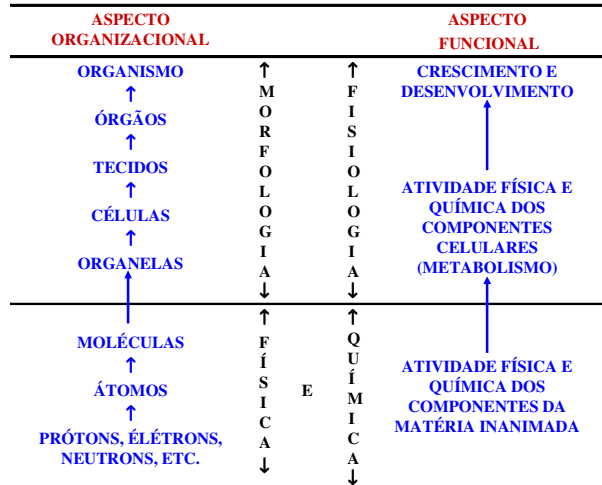 ASPECTO
ORGANIZACIONAL
ASPECTO
FUNCIONAL
ORGANISMO
↑
ÓRGÃOS
↑
TECIDOS
↑
CÉLULAS
↑
ORGANELAS
MOLÉCULAS
↑
ÁTOMOS
↑
PRÓTONS, ÉLÉTRONS,
NEUTRONS, ETC.
↑
M
O
R
F
O
L
O
G
I
A
↓
↑
F
Í
S
I
C
A
↓
E
↑
F
I
S
I
O
L
O
G
I
A
↓
↑
Q
U
Í
M
I
C
A
↓
CRESCIMENTO E
DESENVOLVIMENTO
ATIVIDADE FÍSICA E
QUÍMICA DOS
COMPONENTES
CELULARES
(METABOLISMO)
ATIVIDADE FÍSICA E
QUÍMICA DOS
COMPONENTES DA
MATÉRIA INANIMADA